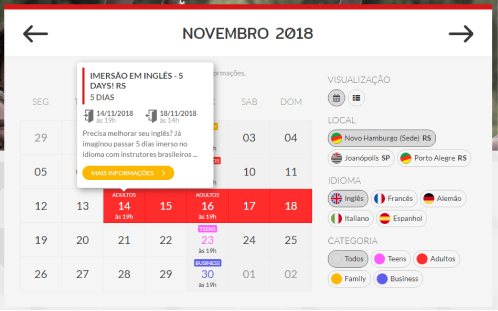 NOVEMBRO 2018
formações.
IMERSÃO EM INGLÊS - 5
DAYS! RS
5 DIAS
14/11/2018
às 19h
18/11/2018
às 14h
Precisa melhorar seu inglês? Já
imaginou passar 5 dias imerso no
idioma com instrutores brasileiros ...
MAIS INFORMAÇÕES
SEG SAB DOM
29 03 04
05 10 11
ADULTOS ADULTOS
12 13 14 15 16 17 18
às 19h às 19h
TEENS
19 20 21 22 23 24 25
às 19h
BUSINESS
26 27 28 29 30 01 02
às 19h
VISUALIZAÇÃO
LOCAL
Novo Hamburgo (Sede) RS
Joanópolis SP Porto Alegre RS
IDIOMA
Inglês Francês Alemão
Italiano Espanhol
CATEGORIA
Todos Teens Adultos
Family Business